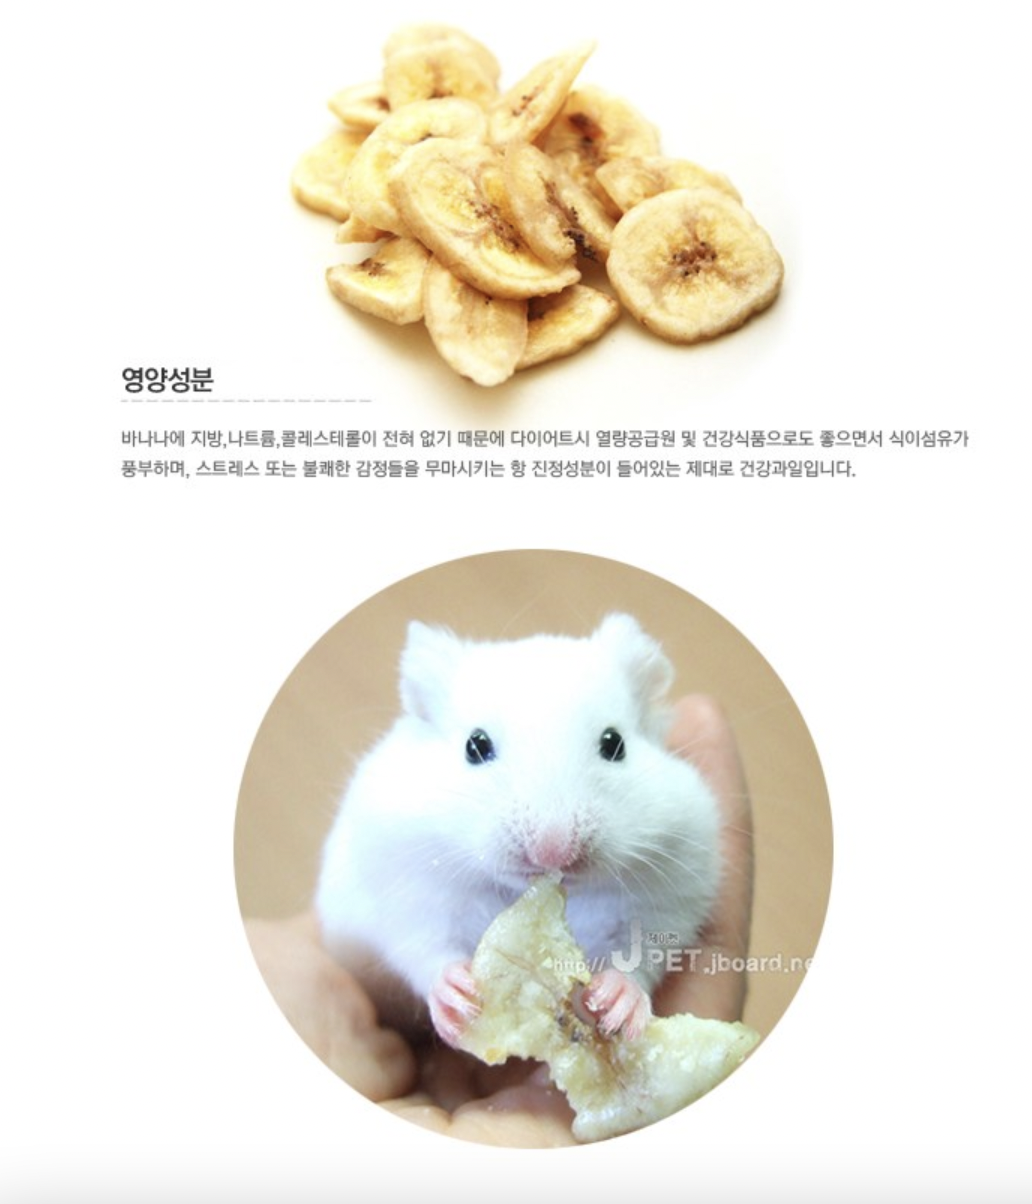 영양성분
바나나에 지방,나트륨,콜레스테롤이 전혀 없기 때문에 다이어트시 열량공급원 및 건강식품으로도 좋으면서 식이섬유가
풍부하며, 스트레스 또는 불쾌한 감정들을 무마시키는 항 진정성분이 들어있는 제대로 건강과일입니다.
제이펫
http:// JPET.jboard.ne